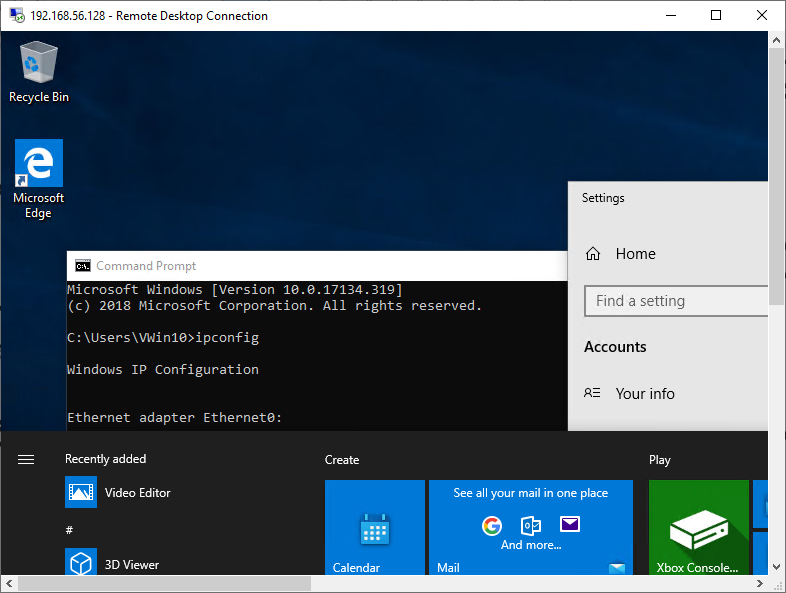 192.168.56.128 - Remote Desktop Connection
Recycle Bin
Microsoft
Edge
Settings
Home
Find a setting
Accounts
Your info
Command Prompt
Microsoft Windows [Version 10.0.17134.319]
(c) 2018 Microsoft Corporation. All rights reserved.
C:\Users\VWin10>ipconfig
Windows IP Configuration
Ethernet adapter Ethernet0:
Recently added
Video Editor
#
3D Viewer
Create
Calendar
See all your mail in one place
And more...
Mail
Play
Xbox Console...